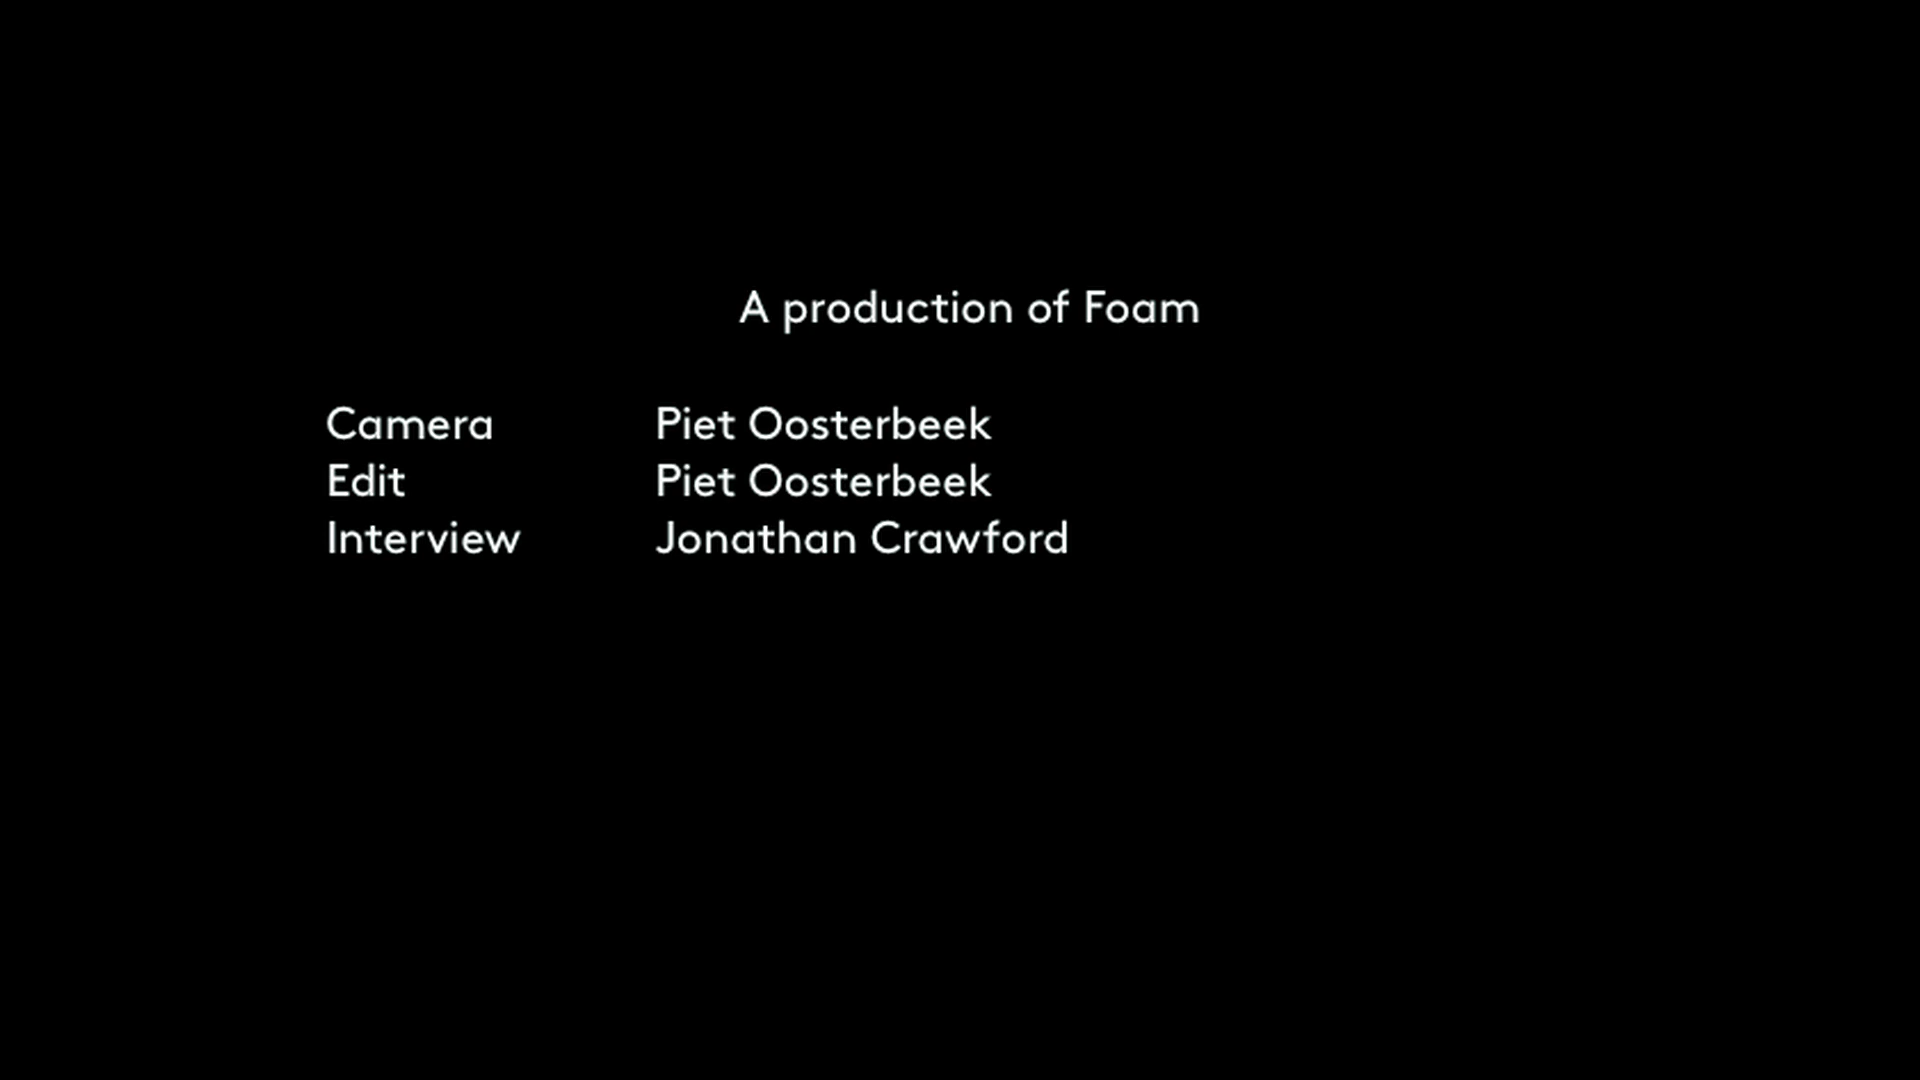 A production of Foam
Camera Piet Oosterbeek
Edit Piet Oosterbeek
Interview Jonathan Crawford